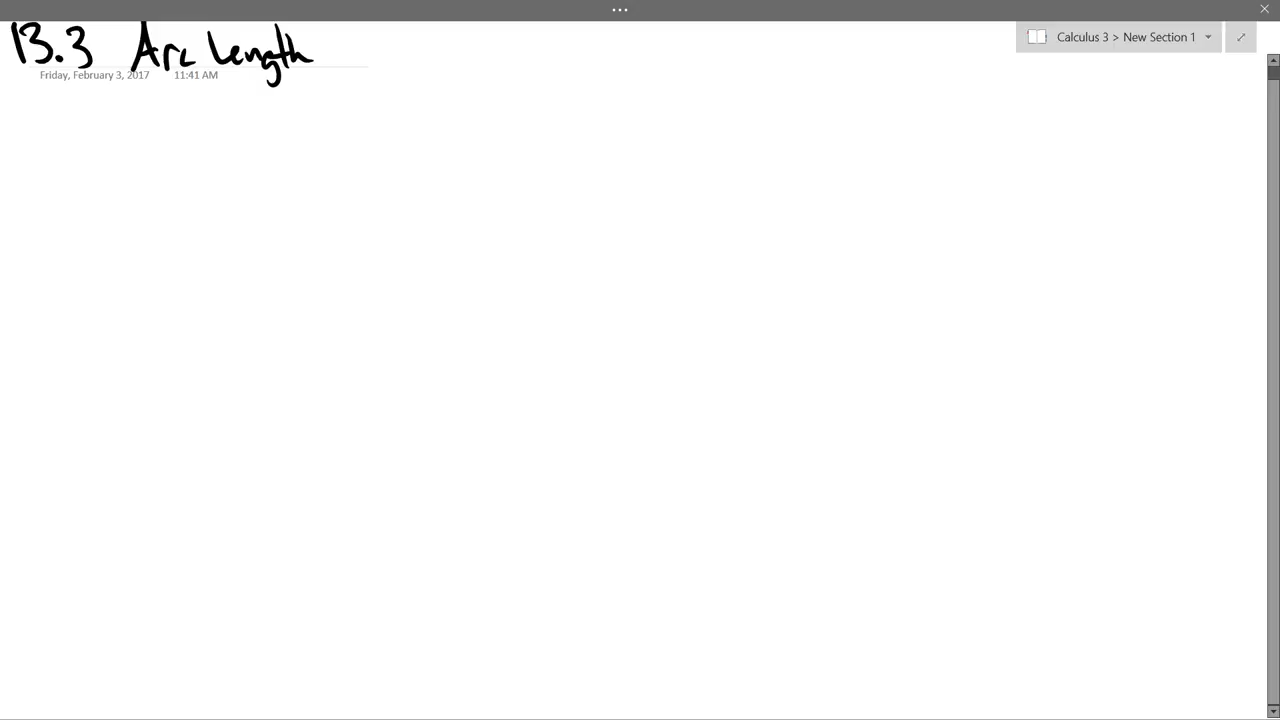 13.3 Arc Length
Friday, February 3, 2017 11:41 AM
Calculus 3 > New Section 1